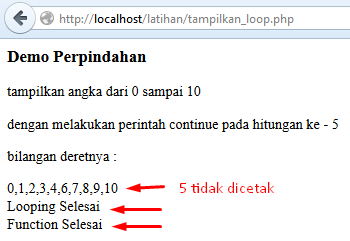 http://localhost/latihan/tampilkan_loop.php
Demo Perpindahan
tampilkan angka dari 0 sampai 10
dengan melakukan perintah continue pada hitungan ke - 5
bilangan deretnya :
0,1,2,3,4,6,7,8,9,10 5 tidak dicetak
Looping Selesai
Function Selesai